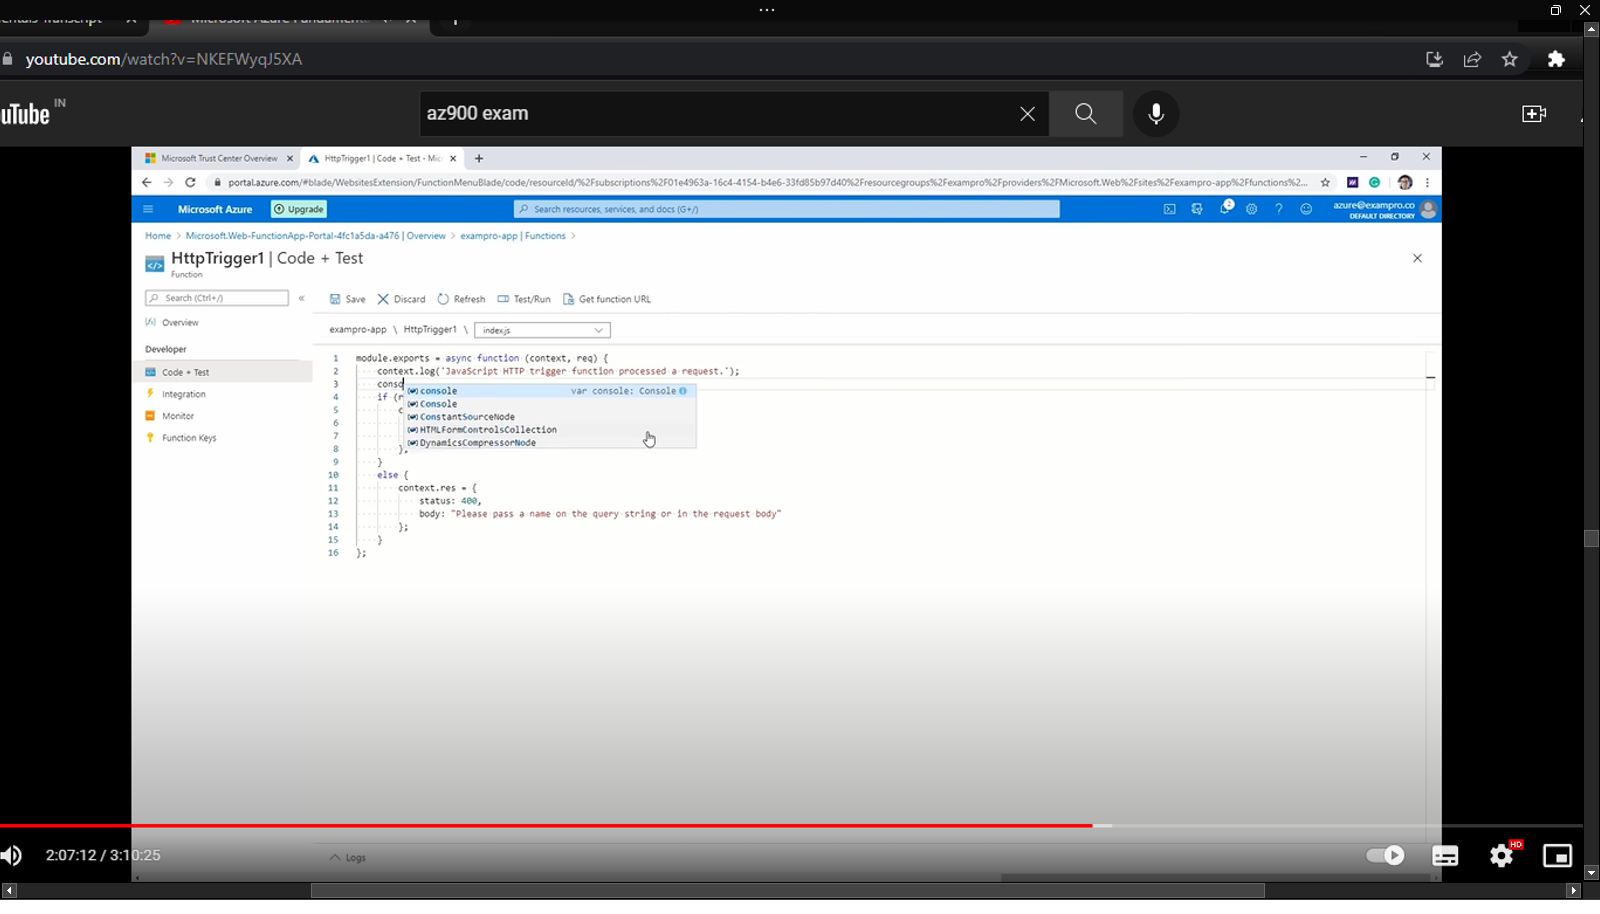 youtube.com/watch?v=NKEFWyqJ5XA
uTube IN
az900 exam
Microsoft Trust Center Overview
HttpTrigger1 | Code + Test - Mic
portal.azure.com/#blade/WebsitesExtension/FunctionMenuBlade/code/resourceId/%2Fsubscriptions%2F01e4963a-16c4-4154-b4e6-33fd85b97d40%2Fresourcegroups%2Fexampro%2Fproviders%2FMicrosoft.Web%2Fsites%2Fexampro-app%2Ffunctions%2...
Microsoft Azure
Upgrade
Search resources, services, and docs (G+/)
2
azure@exampro.co
DEFAULT DIRECTORY
Home > Microsoft.Web-FunctionApp-Portal-4fc1a5da-a476 | Overview > exampro-app | Functions >
HttpTrigger1 | Code + Test
Function
Search (Ctrl+/)
«
Save Discard Refresh Test/Run Get function URL
Overview
exampro-app \ HttpTrigger1 \ index.js
Developer
Code + Test
Integration
Monitor
Function Keys
1 module.exports = async function (context, req) {
2 context.log('JavaScript HTTP trigger function processed a request.');
3 conso
console var console: Console
4 if (r
Console
5 c
ConstantSourceNode
6
HTMLFormControlsCollection
7
DynamicsCompressorNode
8 };
9 }
10 else {
11 context.res = {
12 status: 400,
13 body: "Please pass a name on the query string or in the request body"
14 };
15 }
16 };
2:07:12 / 3:10:25
Logs
HD